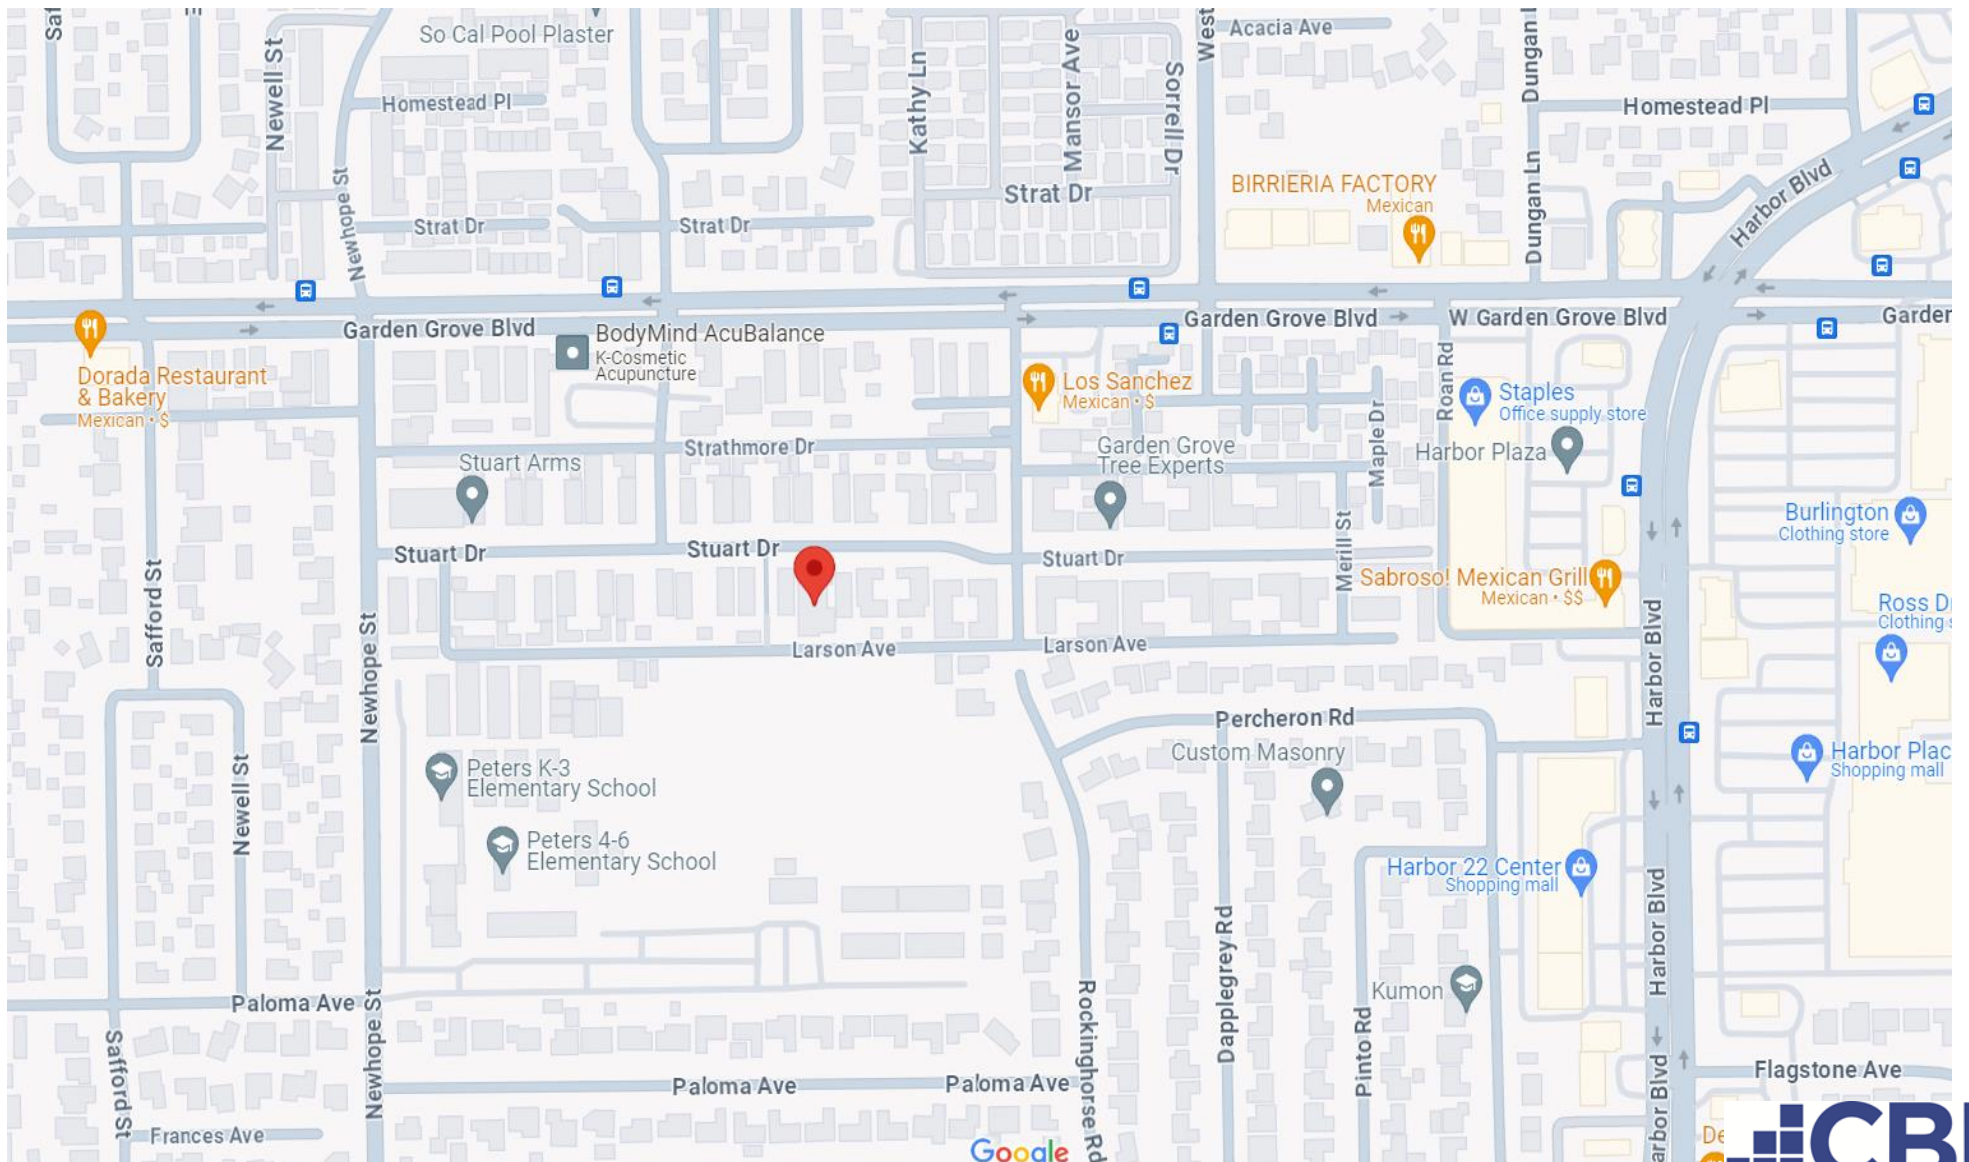 So Cal Pool Plaster
Acacia Ave
West
Newell St
Kathy Ln
Mansor Ave
Sorrell Dr
Dungan Ln
Homestead Pl
Homestead Pl
Newhope St
Strat Dr
Strat Dr
Strat Dr
BIRRIERIA FACTORY
Mexican
Dungan Ln
Harbor Blvd
Garden Grove Blvd
Garden Grove Blvd
W Garden Grove Blvd
Garden
BodyMind AcuBalance
K-Cosmetic
Acupuncture
Dorada Restaurant
& Bakery
Mexican • $
Los Sanchez
Mexican • $
Roan Rd
Staples
Office supply store
Maple Dr
Harbor Plaza
Strathmore Dr
Garden Grove
Tree Experts
Stuart Arms
Burlington
Clothing store
Stuart Dr
Stuart Dr
Stuart Dr
Merill St
Sabroso! Mexican Grill
Mexican • $$
Ross D
Clothing s
Safford St
Newhope St
Larson Ave
Larson Ave
Harbor Blvd
Percheron Rd
Custom Masonry
Harbor Plac
Shopping mall
Peters K-3
Elementary School
Newell St
Peters 4-6
Elementary School
Harbor 22 Center
Shopping mall
Harbor Blvd
Dapplegrey Rd
Kumon
Paloma Ave
Newhope St
Rockinghorse Rd
Pinto Rd
Safford St
Paloma Ave
Paloma Ave
Harbor Blvd
Flagstone Ave
Frances Ave
Google
De
CB